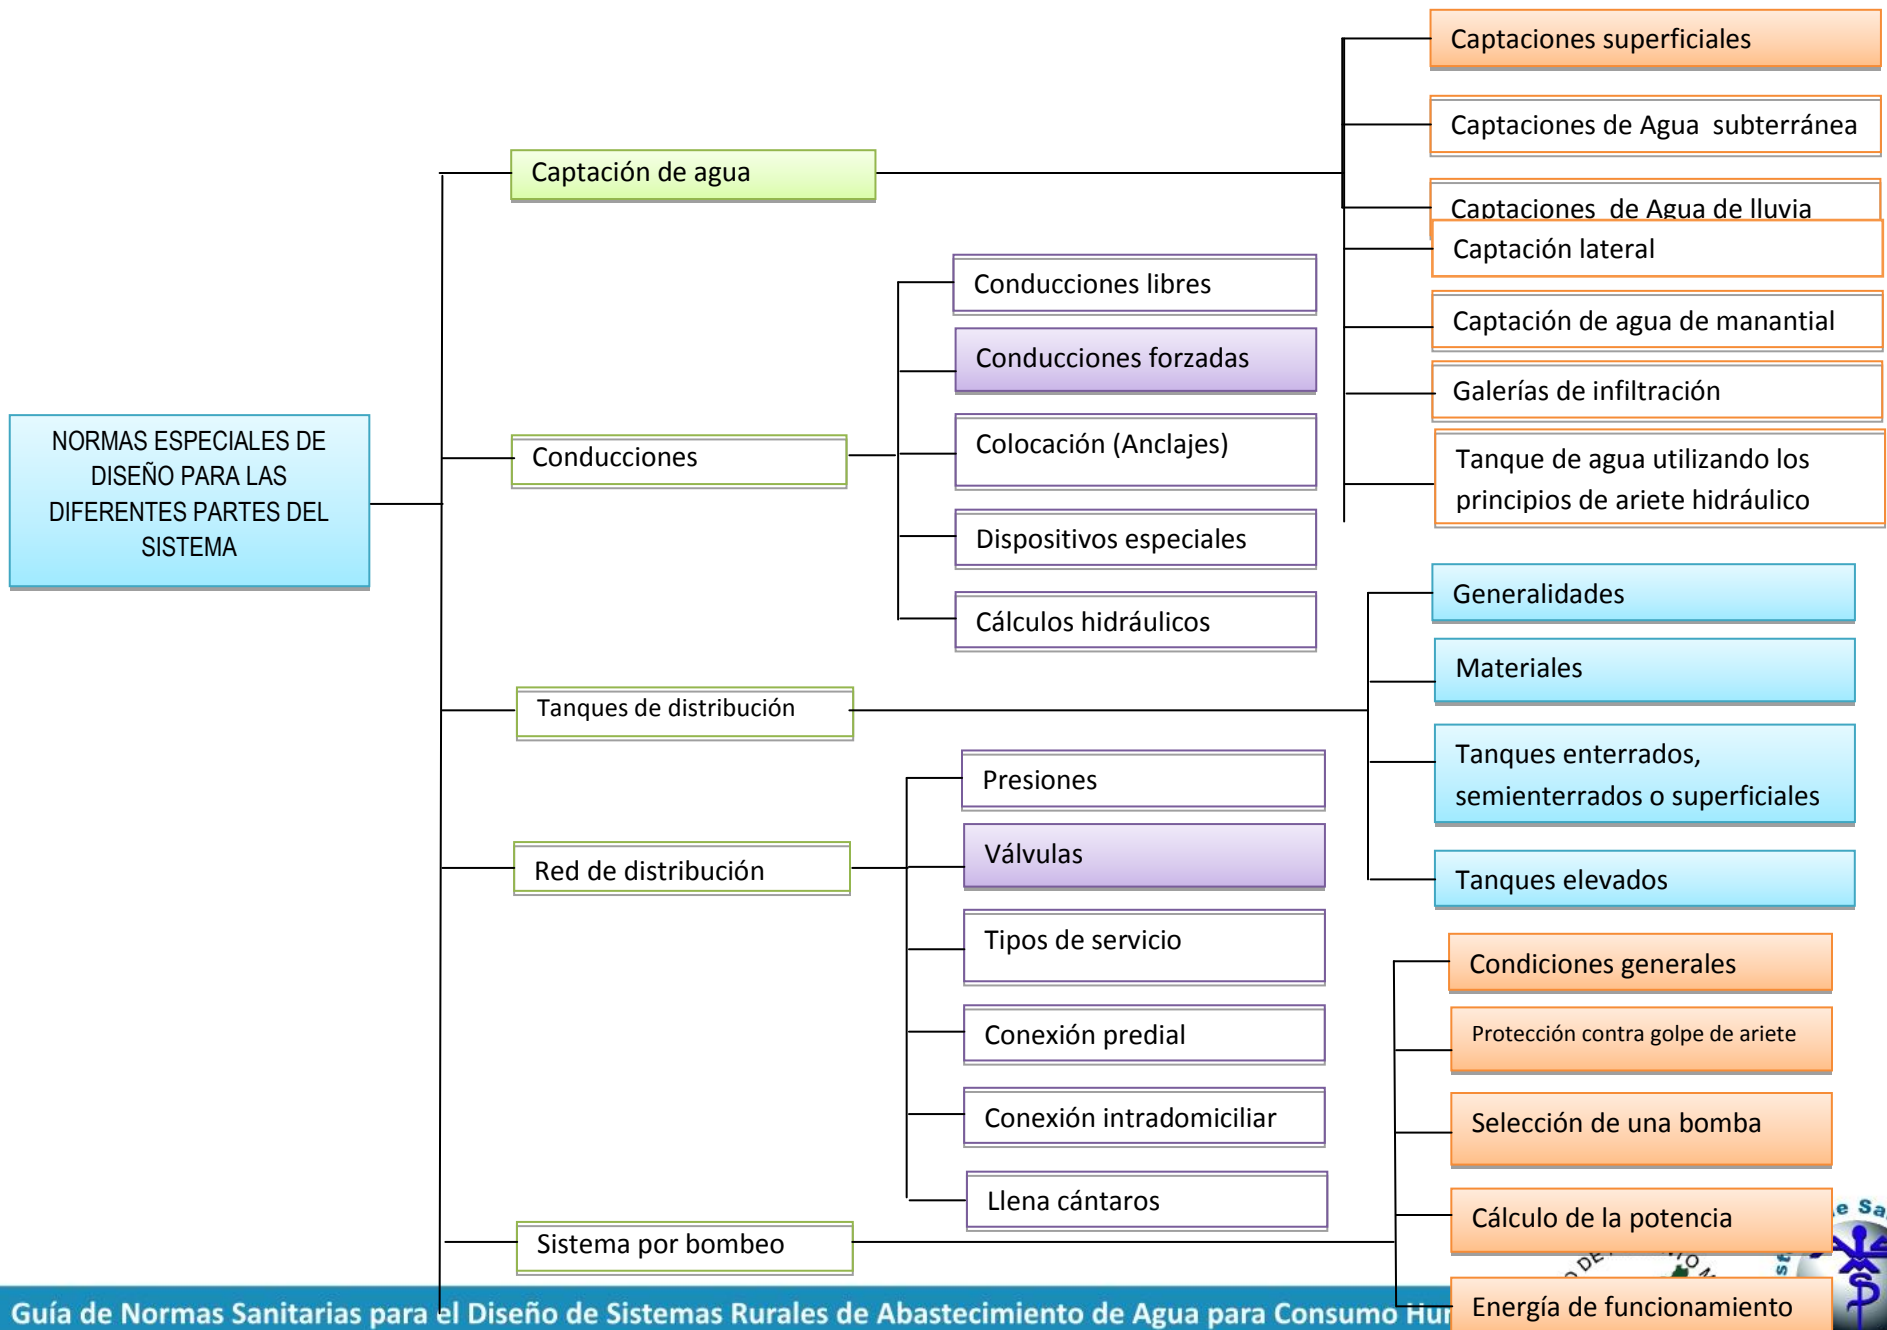 NORMAS ESPECIALES DE
DISEÑO PARA LAS
DIFERENTES PARTES DEL
SISTEMA
Captación de agua
Captaciones superficiales
Captaciones de Agua  subterránea
Captaciones  de Agua de lluvia
Captación lateral
Captación de agua de manantial
Galerías de infiltración
Tanque de agua utilizando los
principios de ariete hidráulico
Conducciones
Conducciones libres
Conducciones forzadas
Colocación (Anclajes)
Dispositivos especiales
Cálculos hidráulicos
Tanques de distribución
Generalidades
Materiales
Tanques enterrados,
semienterrados o superficiales
Tanques elevados
Red de distribución
Presiones
Válvulas
Tipos de servicio
Conexión predial
Conexión intradomiciliar
Llena cántaros
Sistema por bombeo
Condiciones generales
Protección contra golpe de ariete
Selección de una bomba
Cálculo de la potencia
Energía de funcionamiento
Guía de Normas Sanitarias para el Diseño de Sistemas Rurales de Abastecimiento de Agua para Consumo